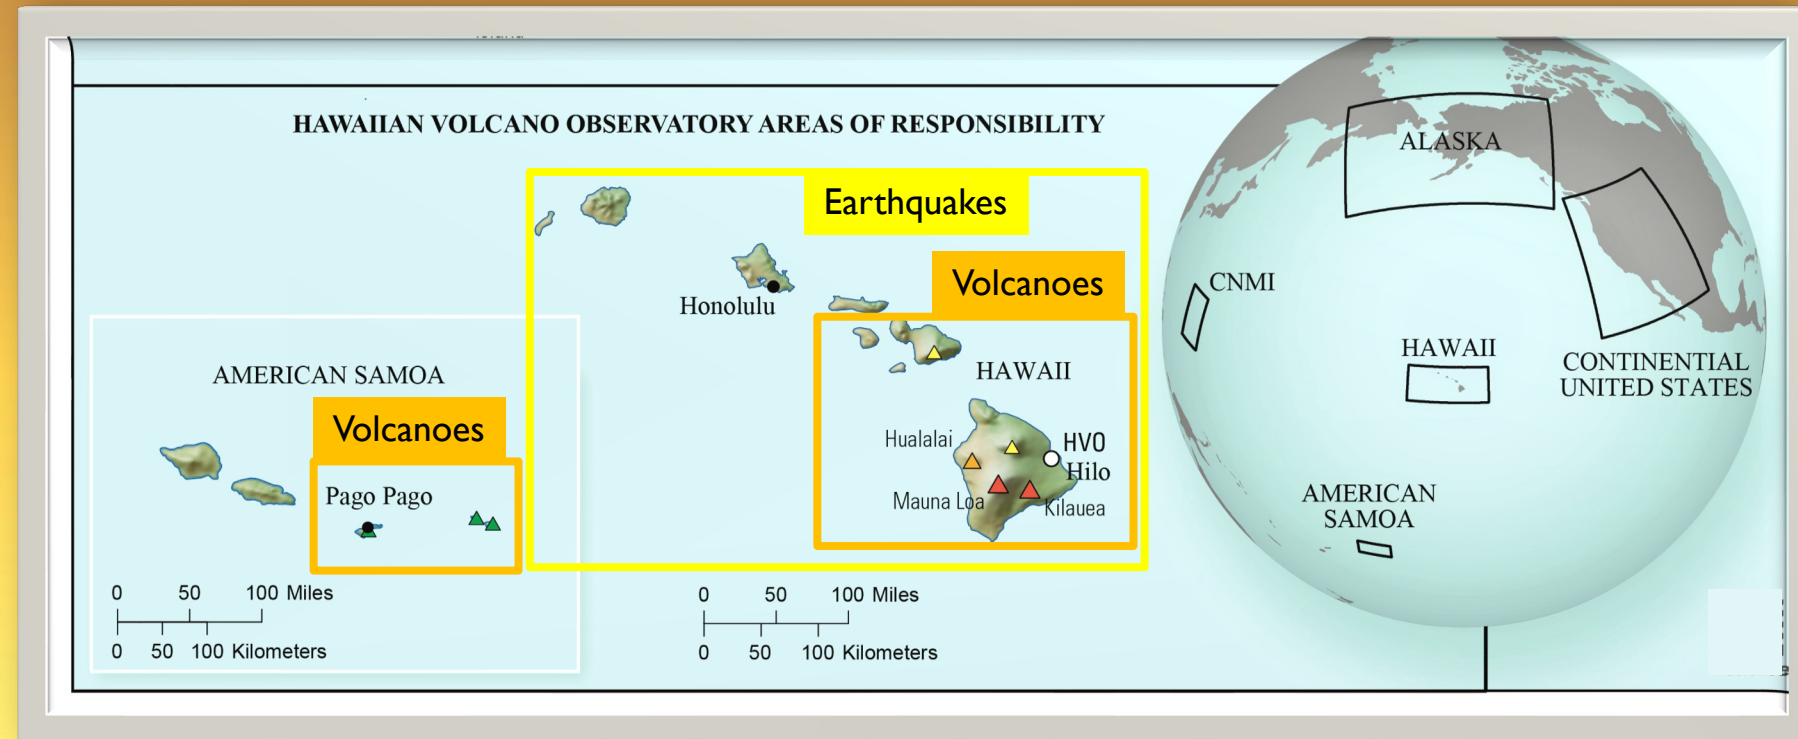 HAWAIIAN VOLCANO OBSERVATORY AREAS OF RESPONSIBILITY
Earthquakes
Volcanoes
Honolulu
HAWAII
Hualalai
HVO
Hilo
Mauna Loa
Kilauea
AMERICAN SAMOA
Volcanoes
Pago Pago
0 50 100 Miles
0 50 100 Kilometers
0 50 100 Miles
0 50 100 Kilometers
ALASKA
CNMI
HAWAII
CONTINENTAL
UNITED STATES
AMERICAN
SAMOA